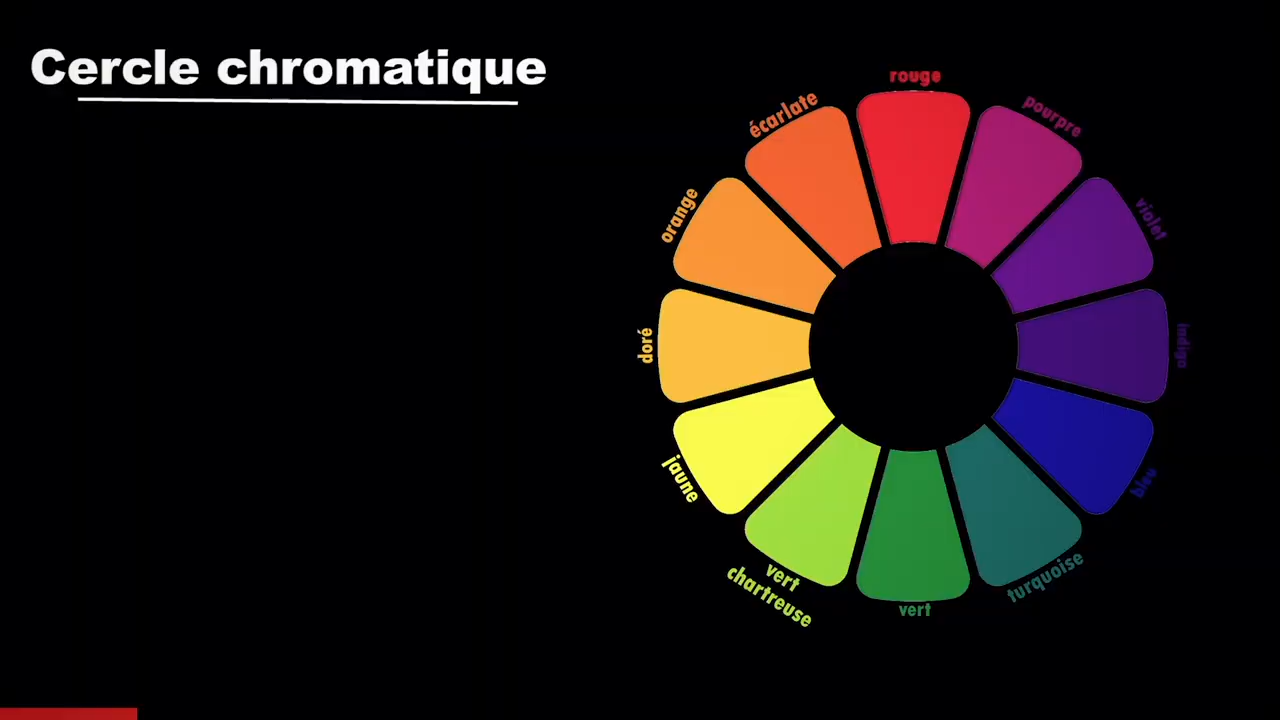 Cercle chromatique
rouge
pourpre
violet
indigo
bleu
turquoise
vert
vert
chartreuse
jaune
doré
orange
écarlate